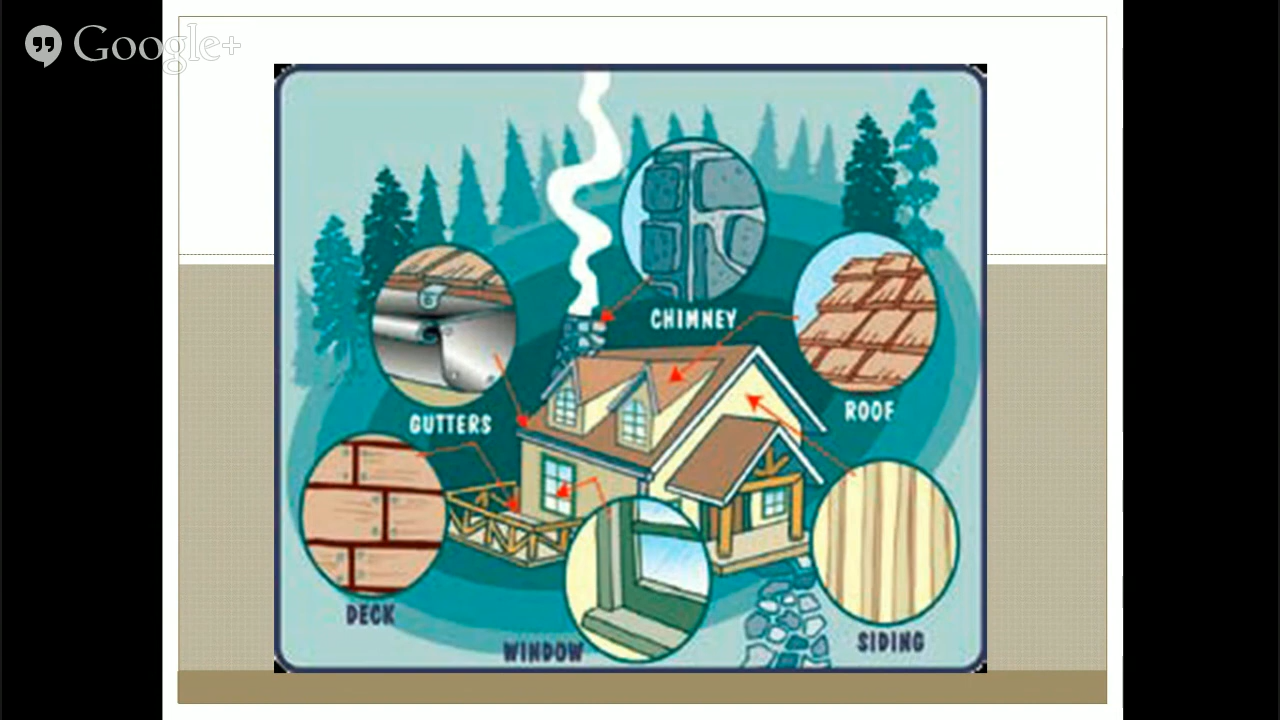 Google+
CHIMNEY
ROOF
GUTTERS
DECK
WINDOW
SIDING